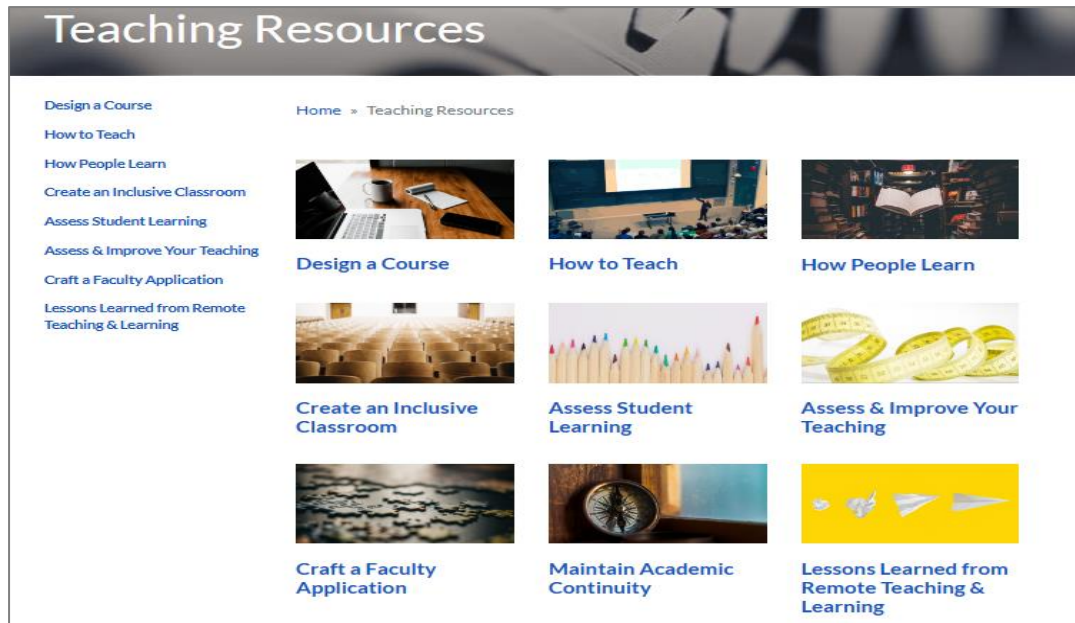 Teaching Resources
Design a Course
How to Teach
How People Learn
Create an Inclusive Classroom
Assess Student Learning
Assess & Improve Your Teaching
Craft a Faculty Application
Lessons Learned from Remote
Teaching & Learning
Home » Teaching Resources
Design a Course
How to Teach
How People Learn
Create an Inclusive
Classroom
Assess Student
Learning
Assess & Improve Your
Teaching
Craft a Faculty
Application
Maintain Academic
Continuity
Lessons Learned from
Remote Teaching &
Learning